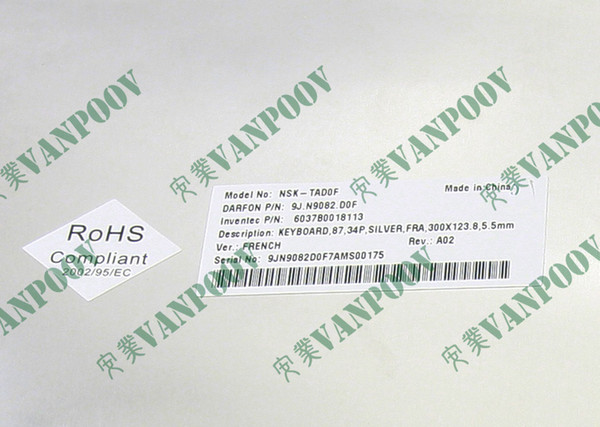 安業VANPOOV
安業VANPOOV
安業VANPOOV
Model No: NSK-TAD0F Made in China
DARFON P/N: 9J.N9082.D0F
Inventec P/N: 6037B0018113
Description: KEYBOARD,87,34P,SILVER,FRA,300X123.8,5.5mm
Ver.: FRENCH Rev.: A02
Serial No: 9JN9082D0F7AMS00175
RoHS
Compliant
2002/95/EC
安業VANPOOV
安業VANPOOV
安業VANPOOV